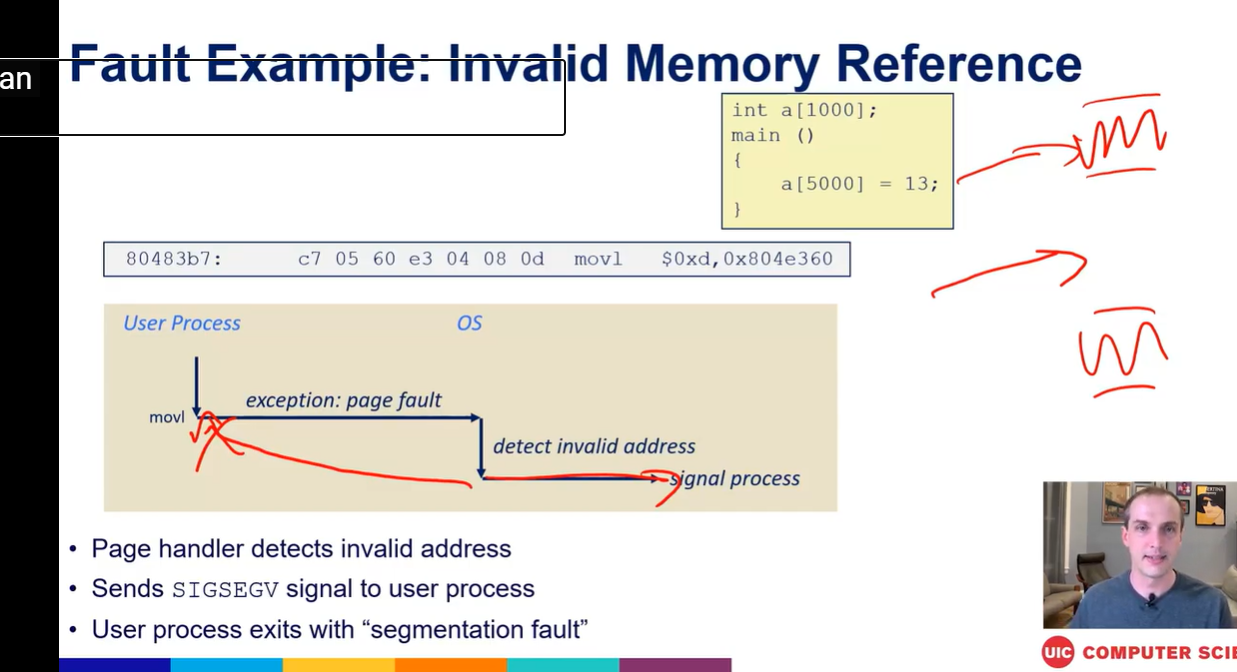 an
Fault Example: Invalid Memory Reference
int a[1000];
main ()
{
a[5000] = 13;
}
80483b7: c7 05 60 e3 04 08 0d movl $0xd,0x804e360
User Process OS
exception: page fault
movl
detect invalid address
signal process
• Page handler detects invalid address
• Sends SIGSEGV signal to user process
• User process exits with “segmentation fault”
UIC COMPUTER SCIE